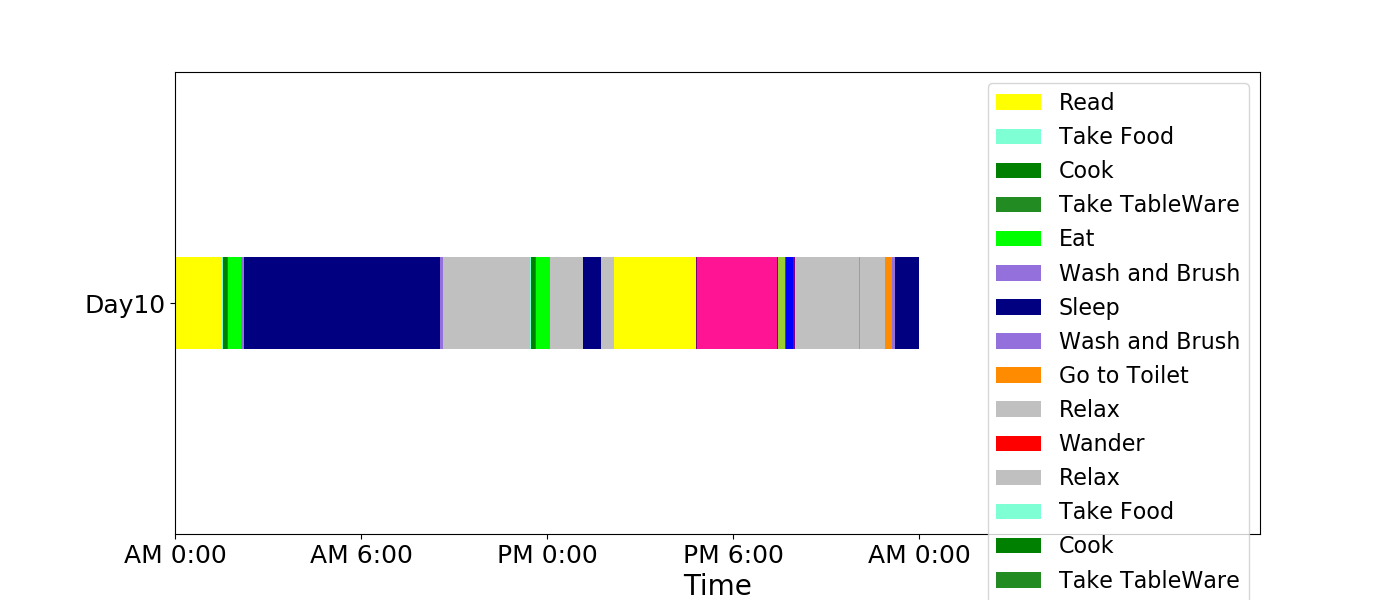 Read
Take Food
Cook
Take TableWare
Eat
Wash and Brush
Sleep
Wash and Brush
Go to Toilet
Relax
Wander
Relax
Take Food
Cook
Take TableWare
Day10
AM 0:00 AM 6:00 PM 0:00 PM 6:00 AM 0:00
Time